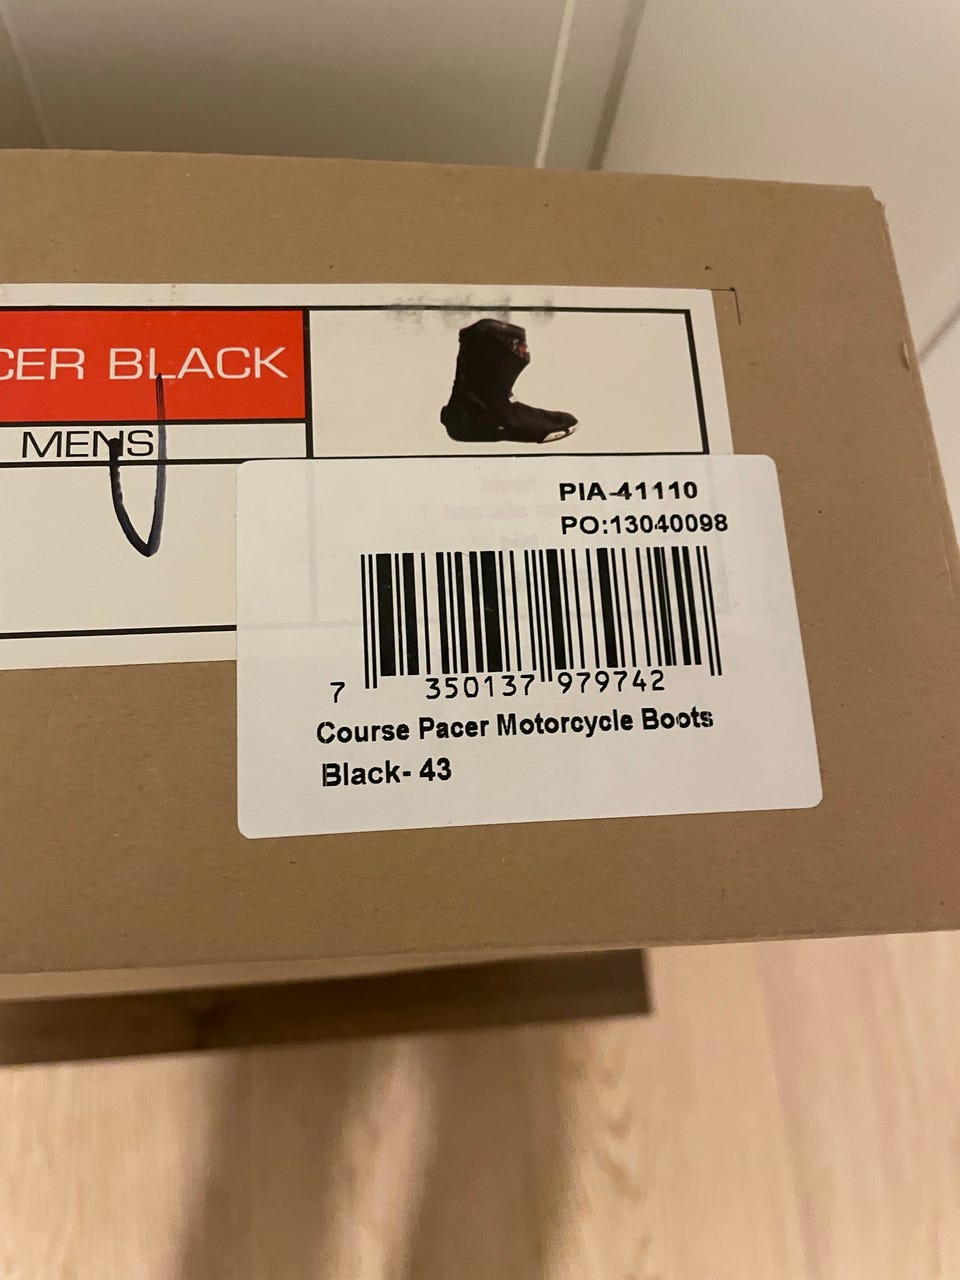 CER BLACK
MENS
PIA-41110
PO:13040098
7 350137 979742
Course Pacer Motorcycle Boots
Black- 43